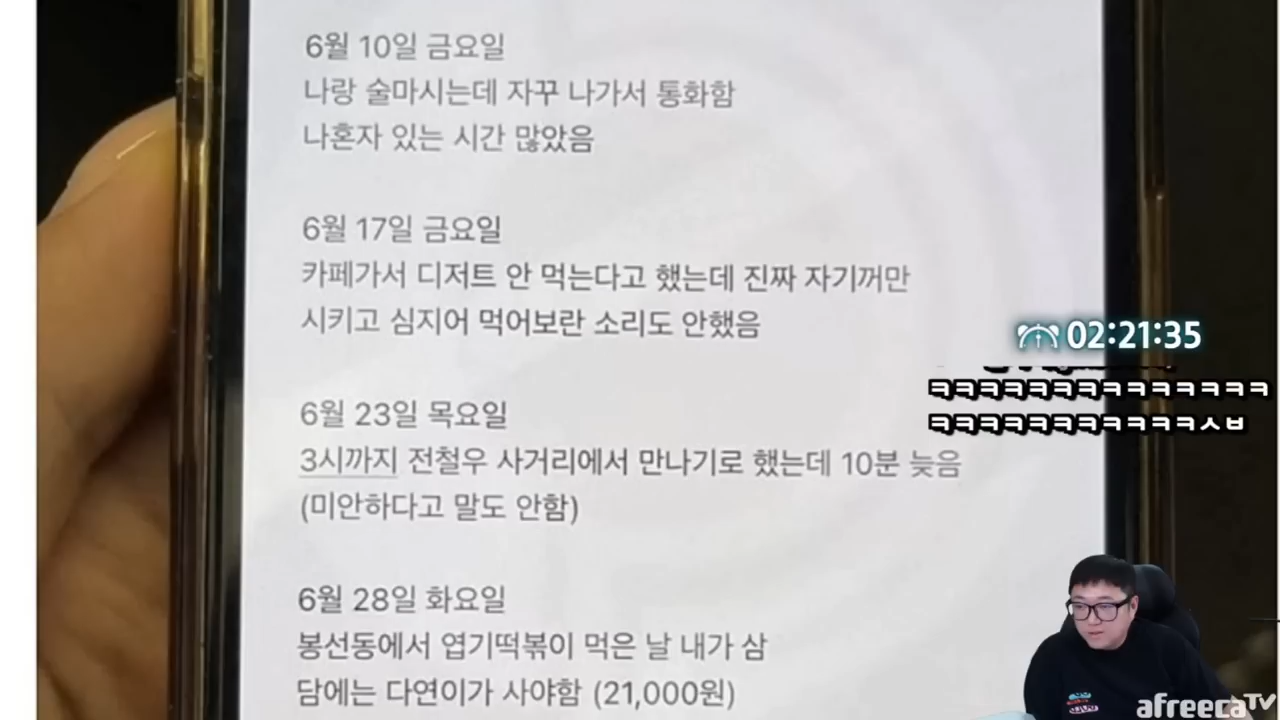 6월 10일 금요일
나랑 술마시는데 자꾸 나가서 통화함
나혼자 있는 시간 많았음
6월 17일 금요일
카페가서 디저트 안 먹는다고 했는데 진짜 자기꺼만
시키고 심지어 먹어보란 소리도 안했음
6월 23일 목요일
3시까지 전철우 사거리에서 만나기로 했는데 10분 늦음
(미안하다고 말도 안함)
6월 28일 화요일
봉선동에서 엽기떡볶이 먹은 날 내가 삼
담에는 다연이가 사야함 (21,000원)
02:21:35
ㅋㅋㅋㅋㅋㅋㅋㅋㅋㅋㅋㅋㅋㅋ
ㅋㅋㅋㅋㅋㅋㅋㅋㅋㅋㅋㅅㅂ
afreecaTV